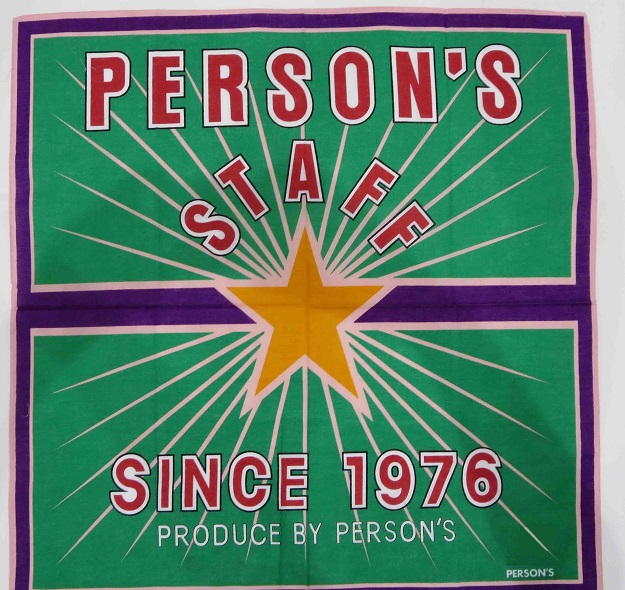 PERSON'S
STAFF
SINCE 1976
PRODUCE BY PERSON'S
PERSON'S